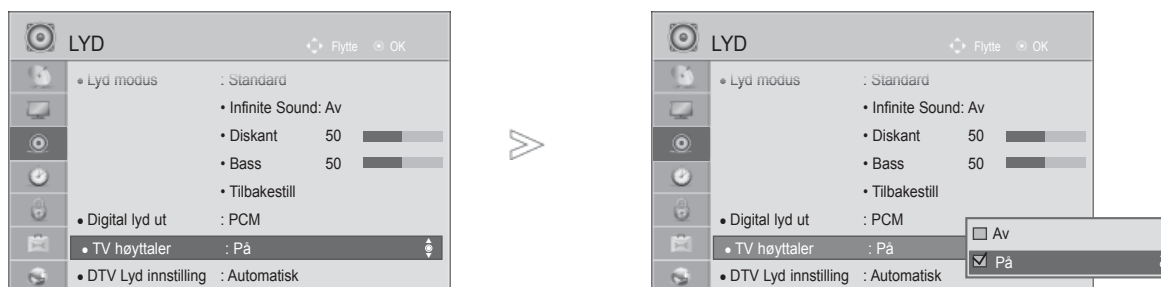 LYD
Flytte OK
• Lyd modus : Standard
• Infinite Sound: Av
• Diskant 50
• Bass 50
• Tilbakestill
• Digital lyd ut : PCM
• TV høyttaler : På
• DTV Lyd innstilling : Automatisk
LYD
Flytte OK
• Lyd modus : Standard
• Infinite Sound: Av
• Diskant 50
• Bass 50
• Tilbakestill
• Digital lyd ut : PCM
• TV høyttaler : På
• DTV Lyd innstilling : Automatisk
Av
På